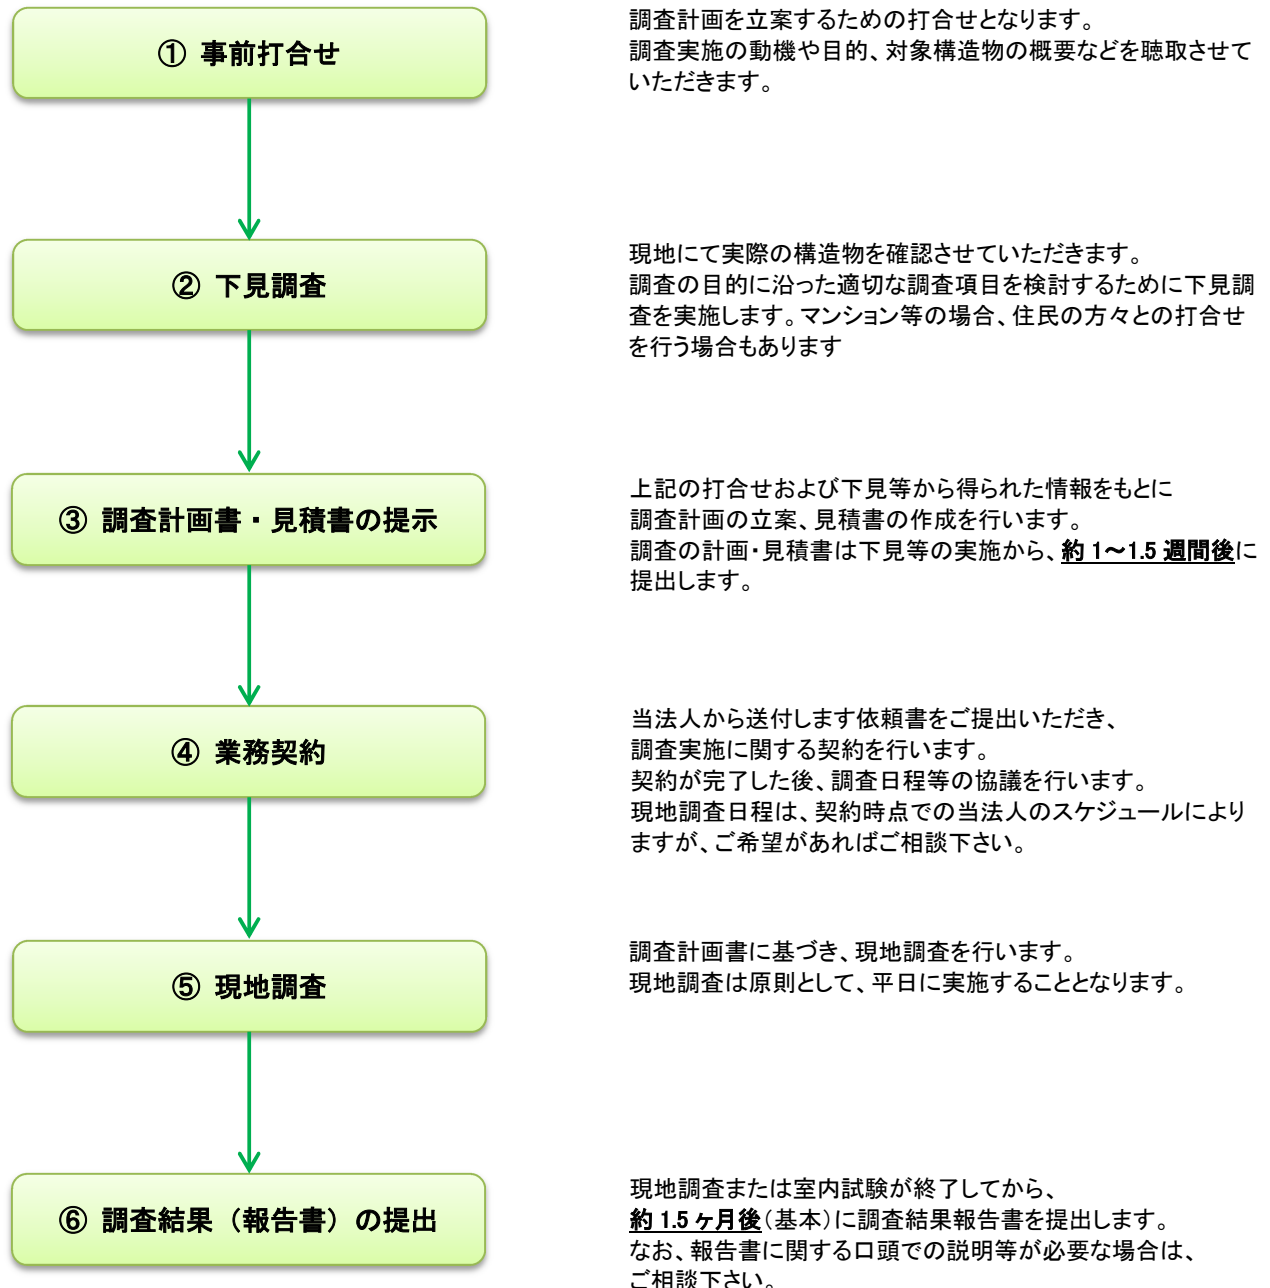 ① 事前打合せ
調査計画を立案するための打合せとなります。
調査実施の動機や目的、対象構造物の概要などを聴取させて
いただきます。
② 下見調査
現地にて実際の構造物を確認させていただきます。
調査の目的に沿った適切な調査項目を検討するために下見調
査を実施します。マンション等の場合、住民の方々との打合せ
を行う場合もあります
③ 調査計画書・見積書の提示
上記の打合せおよび下見等から得られた情報をもとに
調査計画の立案、見積書の作成を行います。
調査の計画・見積書は下見等の実施から、約 1～1.5 週間後に
提出します。
④ 業務契約
当法人から送付します依頼書をご提出いただき、
調査実施に関する契約を行います。
契約が完了した後、調査日程等の協議を行います。
現地調査日程は、契約時点での当法人のスケジュールにより
ますが、ご希望があればご相談下さい。
⑤ 現地調査
調査計画書に基づき、現地調査を行います。
現地調査は原則として、平日に実施することとなります。
⑥ 調査結果（報告書）の提出
現地調査または室内試験が終了してから、
約 1.5 ヶ月後（基本）に調査結果報告書を提出します。
なお、報告書に関する口頭での説明等が必要な場合は、
ご相談下さい。